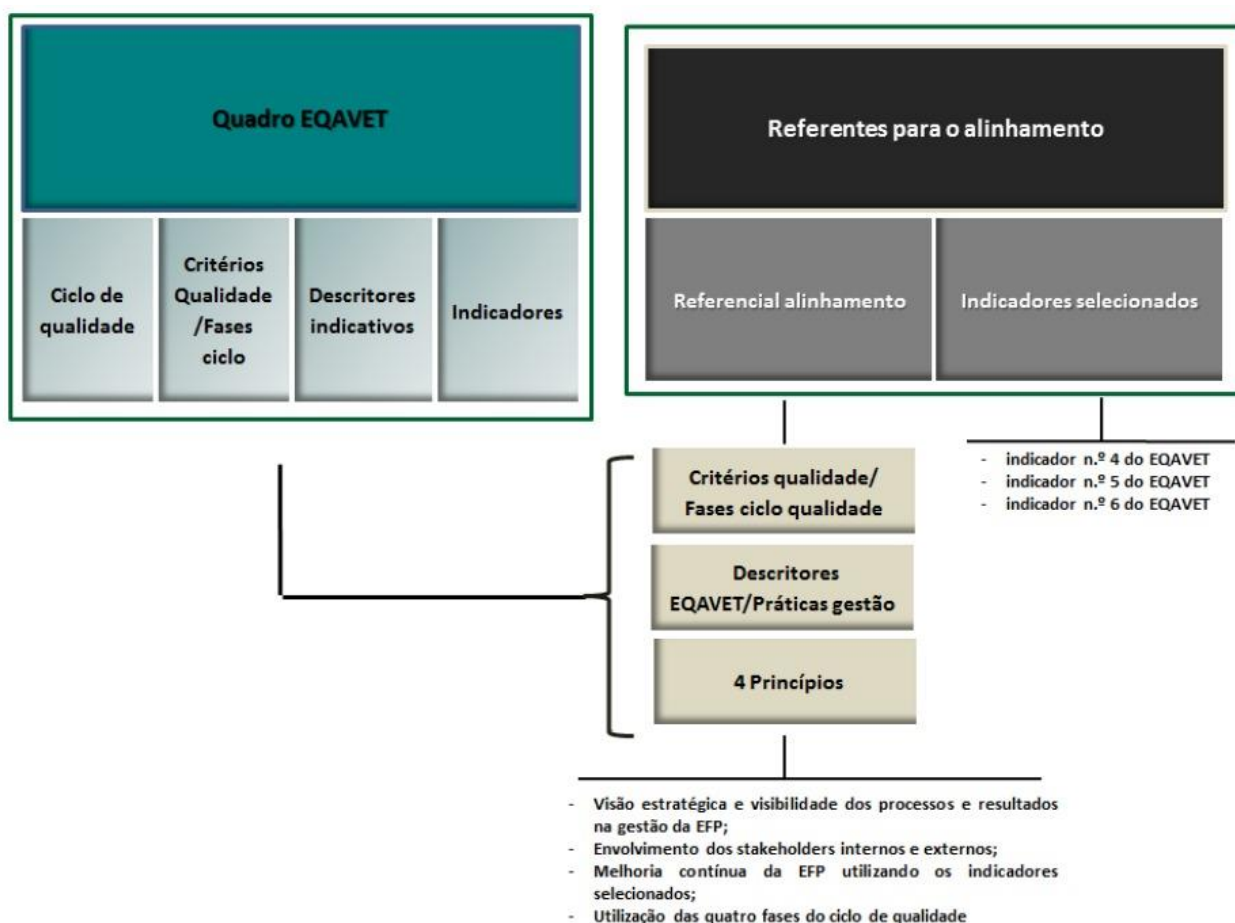 Quadro EQAVET
Ciclo de
qualidade
Critérios
Qualidade
/Fases
ciclo
Descritores
indicativos
Indicadores
Referentes para o alinhamento
Referencial alinhamento
Indicadores selecionados
- indicador n.º 4 do EQAVET
- indicador n.º 5 do EQAVET
- indicador n.º 6 do EQAVET
Critérios qualidade/
Fases ciclo qualidade
Descritores
EQAVET/Práticas gestão
4 Princípios
- Visão estratégica e visibilidade dos processos e resultados
na gestão da EFP;
- Envolvimento dos stakeholders internos e externos;
- Melhoria contínua da EFP utilizando os indicadores
selecionados;
- Utilização das quatro fases do ciclo de qualidade